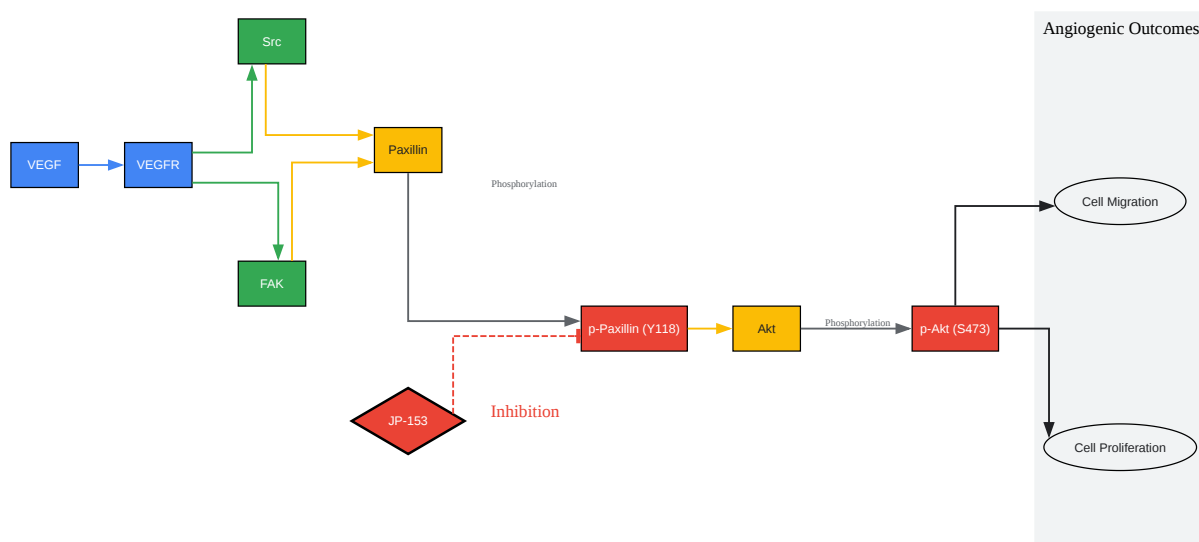 Angiogenic Outcomes
Src
Paxillin
VEGF
VEGFR
Phosphorylation
Cell Migration
FAK
Phosphorylation
p-Paxillin (Y118)
Akt
p-Akt (S473)
Inhibition
JP-153
Cell Proliferation